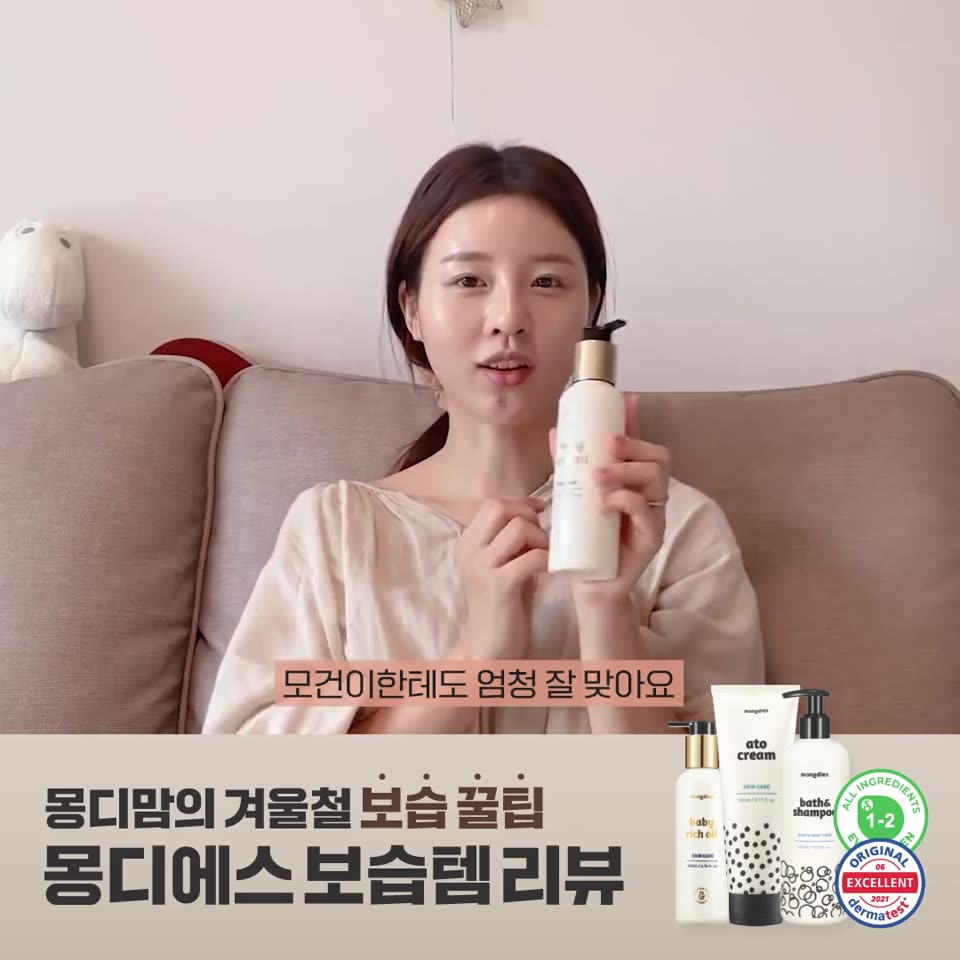 모건이한테도 엄청 잘 맞아요
몽디맘의 겨울철 보습 꿀팁
몽디에스 보습템 리뷰
mongdies
baby
rich oil
SKIN CARE
mongdies
ato
cream
SKIN CARE
mongdies
bath&
shampoo
ALL INGREDIENTS
1-2
ORIGINAL
06
EXCELLENT
2021
dermatest®